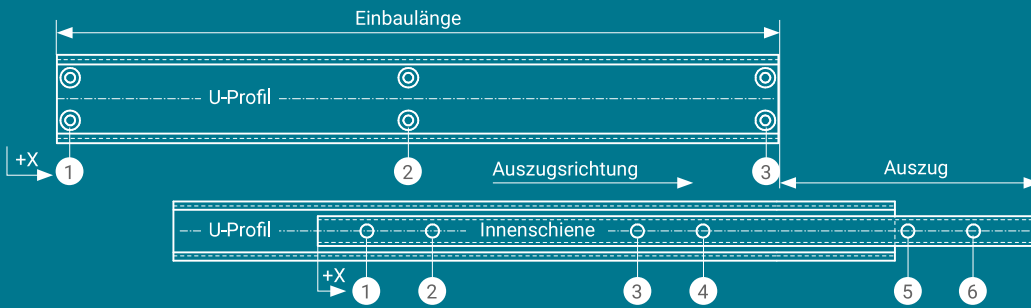 Einbaulänge
U-Profil
+X
1 2 3
Auszugsrichtung
Auszug
U-Profil
Innenschiene
+X
1 2 3 4 5 6